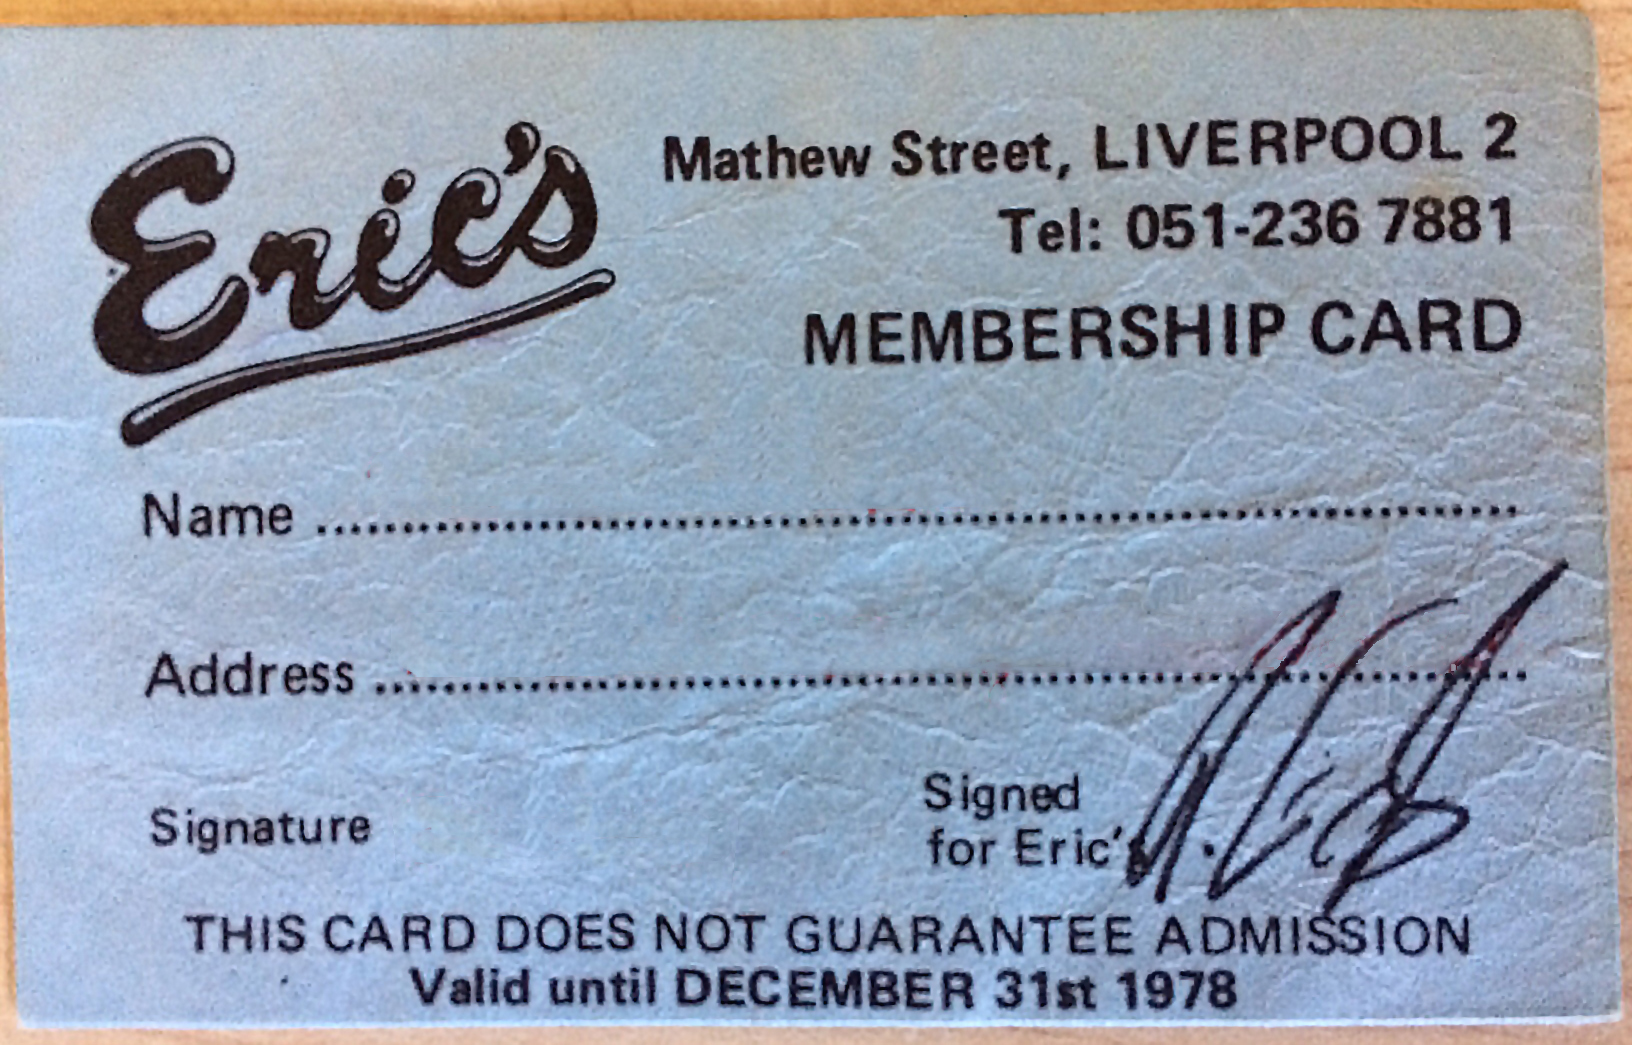 Eric's
Mathew Street, LIVERPOOL 2
Tel: 051-236 7881
MEMBERSHIP CARD
Name ........................................................................
Address ........................................................................
Signature
Signed
for Eric's
THIS CARD DOES NOT GUARANTEE ADMISSION
Valid until DECEMBER 31st 1978